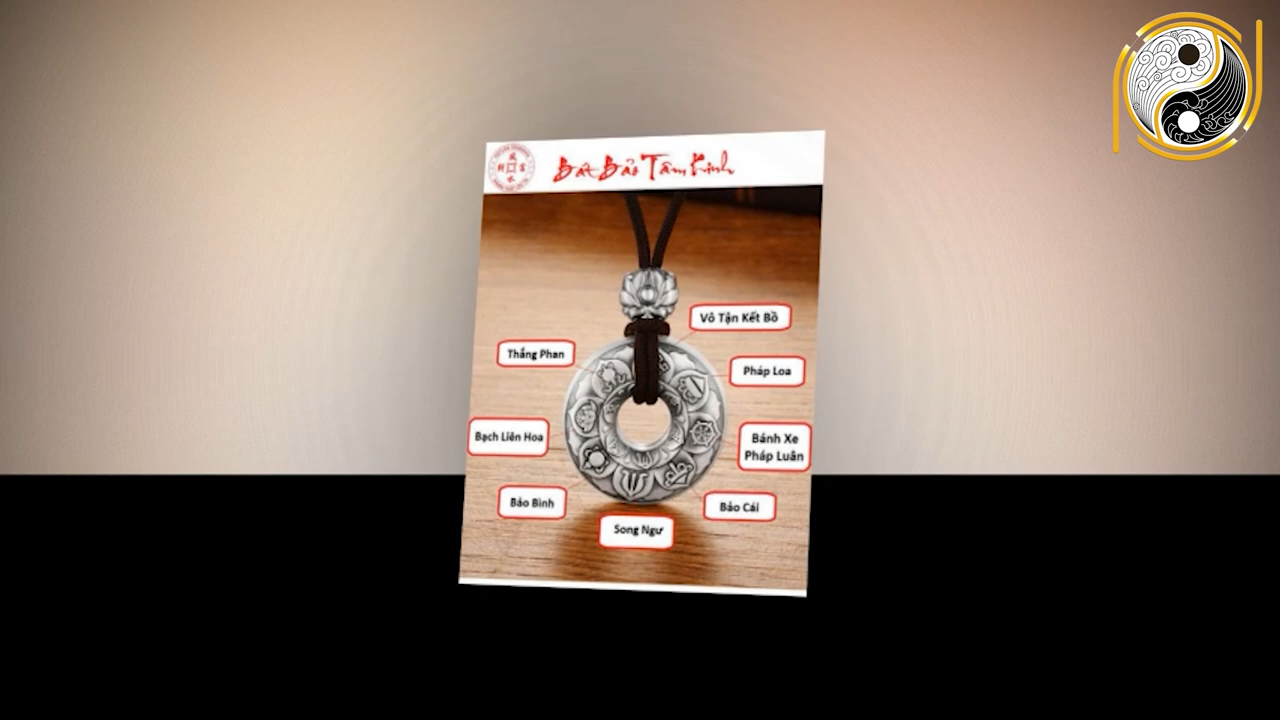 Bát Bảo Tâm Kinh
Vô Tận Kết Bồ
Thắng Phan
Pháp Loa
Bạch Liên Hoa
Bánh Xe
Pháp Luân
Bảo Bình
Bảo Cái
Song Ngư